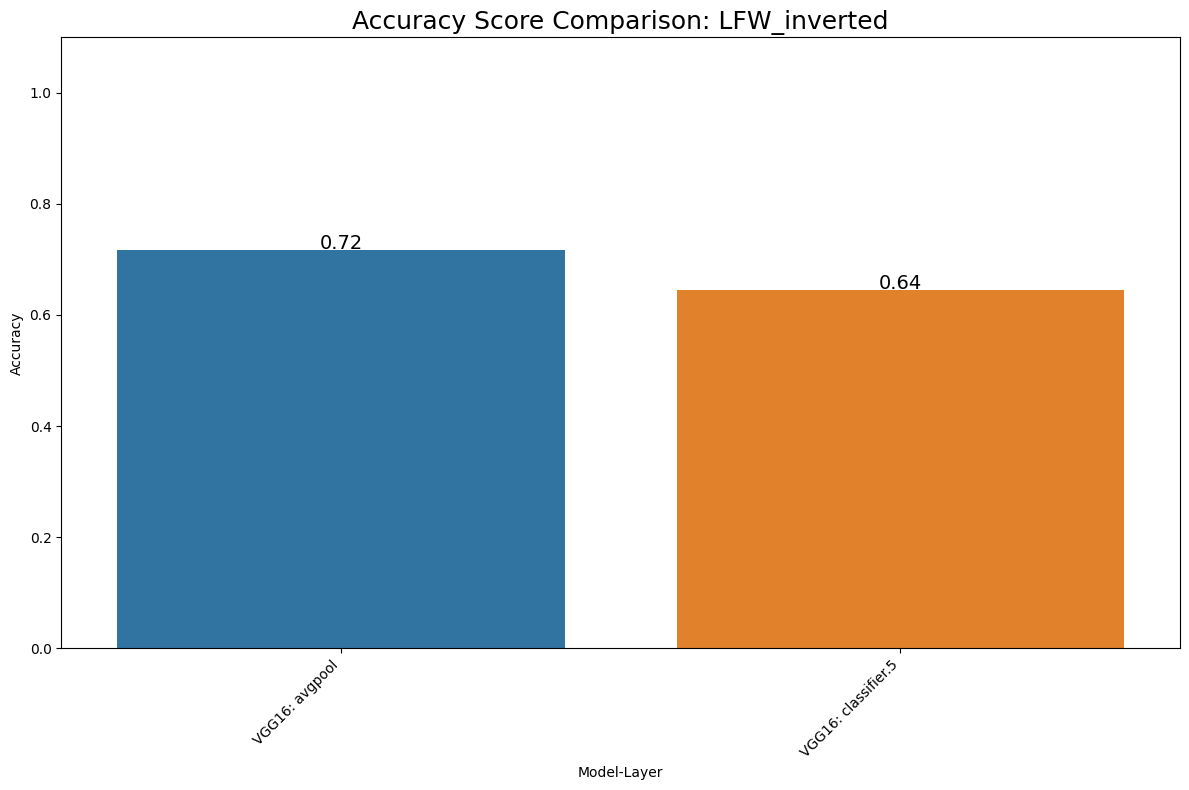 Accuracy Score Comparison: LFW_inverted
1.0
0.8
0.6
0.4
0.2
0.0
Accuracy
0.72
0.64
VGG16: avgpool
VGG16: classifier.5
Model-Layer